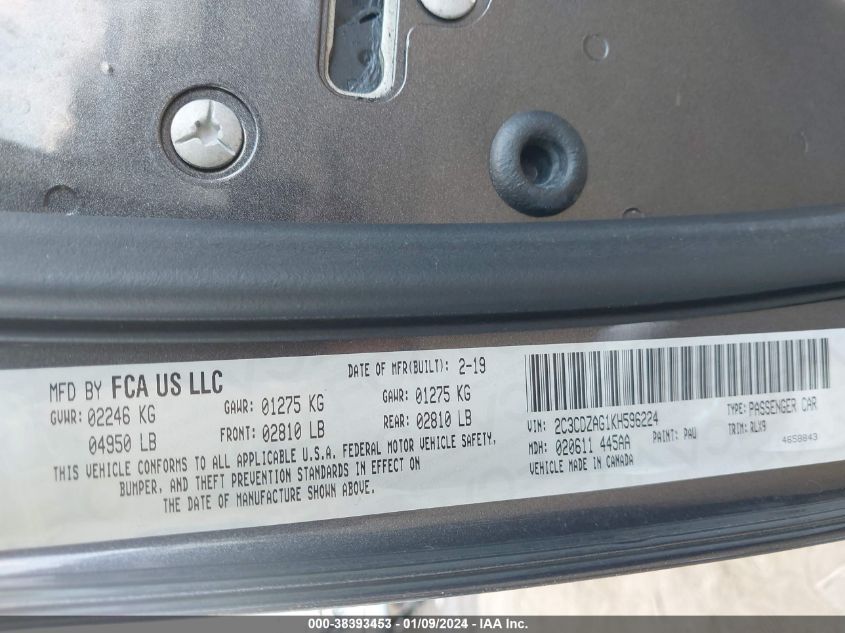 MFD BY FCA US LLC
DATE OF MFR(BUILT): 2-19
GVWR: 02246 KG
GAWR: 01275 KG
GAWR: 01275 KG
04950 LB
FRONT: 02810 LB
REAR: 02810 LB
THIS VEHICLE CONFORMS TO ALL APPLICABLE U.S.A. FEDERAL MOTOR VEHICLE SAFETY,
BUMPER, AND THEFT PREVENTION STANDARDS IN EFFECT ON
THE DATE OF MANUFACTURE SHOWN ABOVE.
VIN: 2C3CDZAG1KH596224
TYPE: PASSENGER CAR
MDH: 020611 445AA
PAINT: PAU
TRIM: RLX9
VEHICLE MADE IN CANADA
4658843
000-38393453 - 01/09/2024 - IAA Inc.